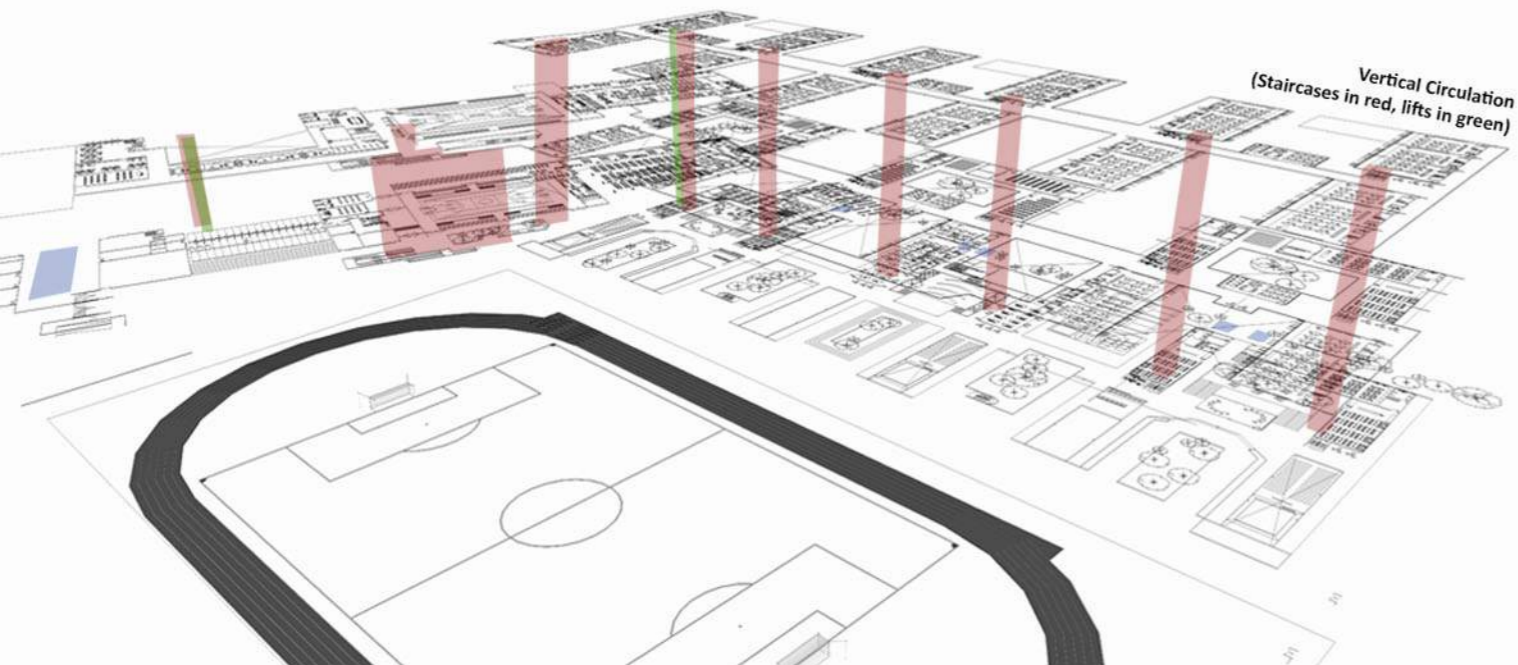 Vertical Circulation
(Staircases in red, lifts in green)